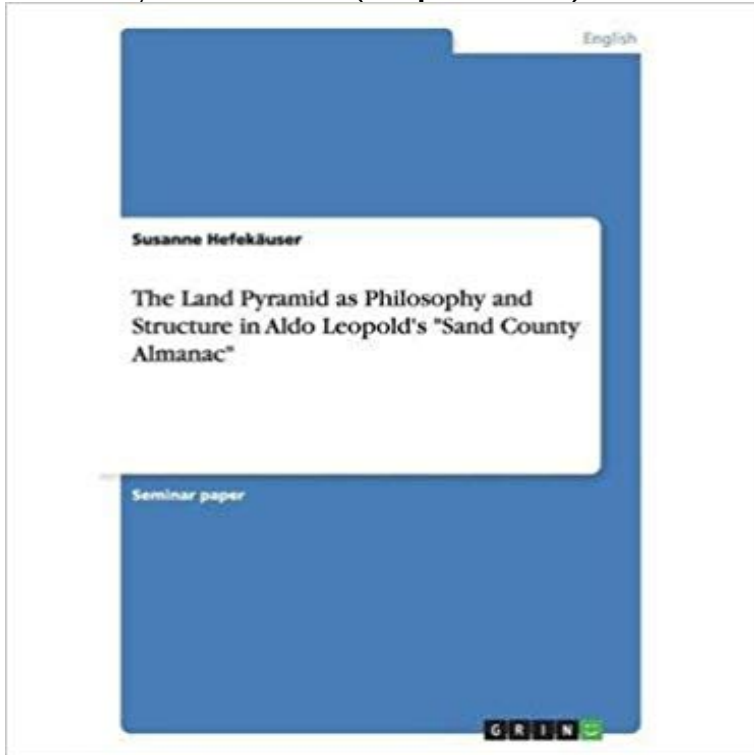 English
Susanne Hefekäuser
The Land Pyramid as Philosophy and
Structure in Aldo Leopold's "Sand County
Almanac"
Seminar paper
GRIN